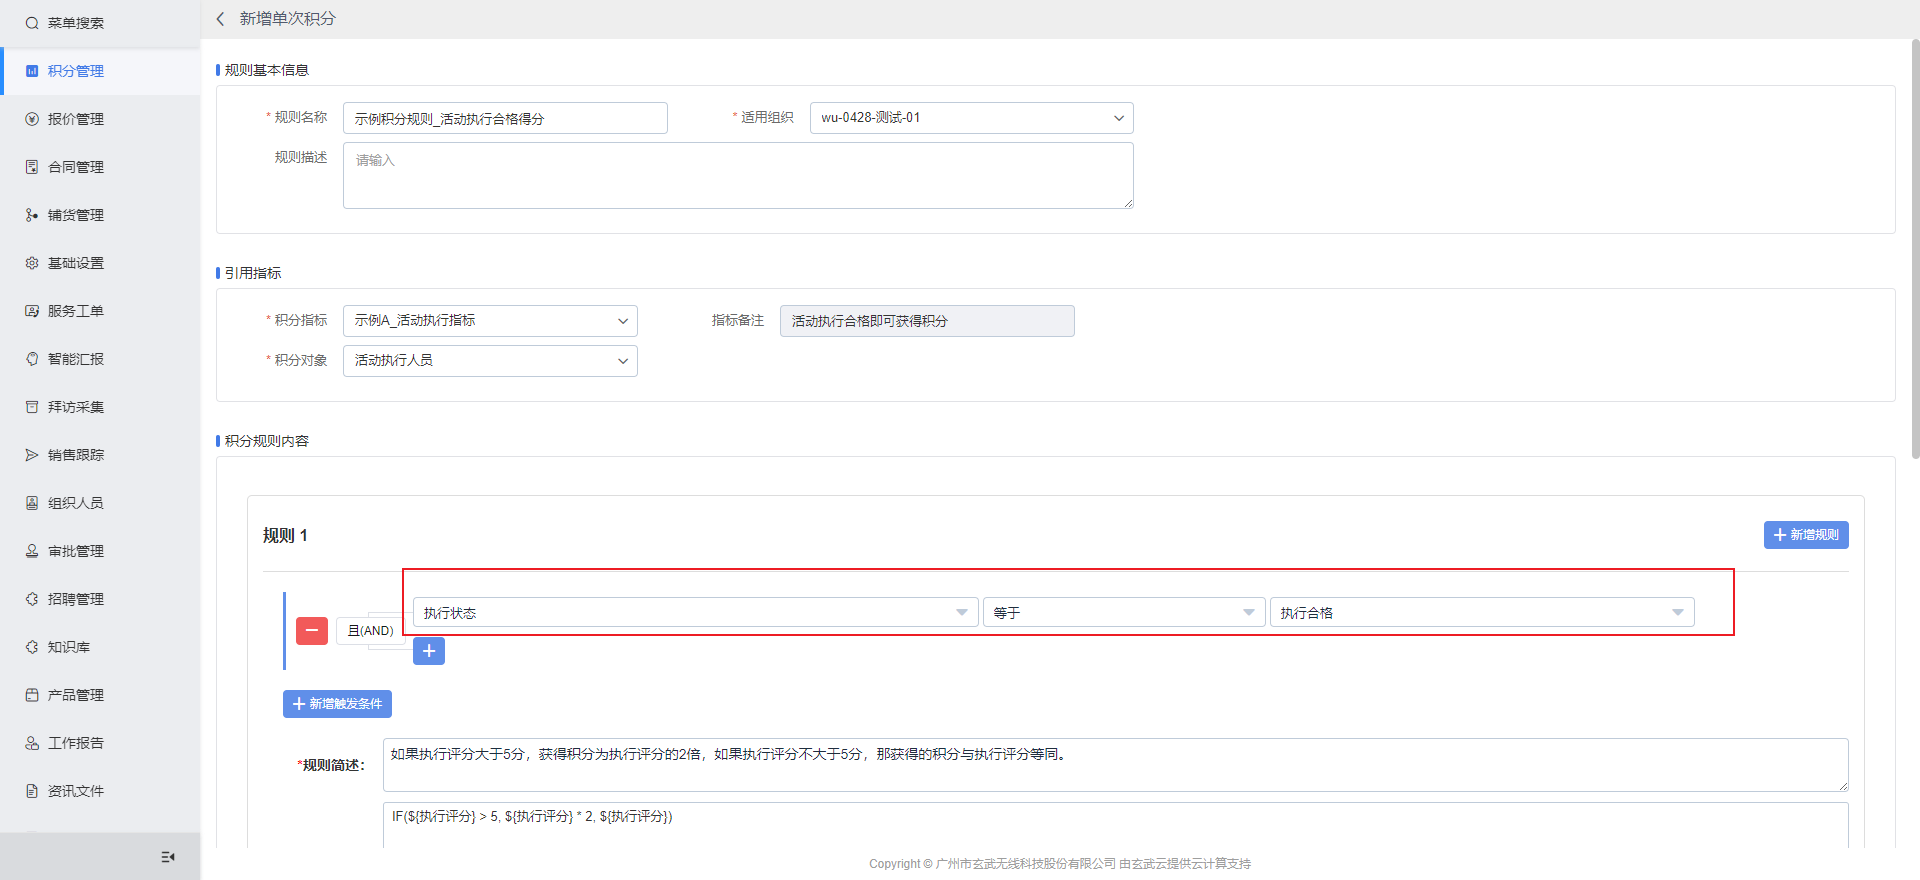 菜单搜索
积分管理
报价管理
合同管理
铺货管理
基础设置
服务工单
智能汇报
拜访采集
销售跟踪
组织人员
审批管理
招聘管理
知识库
产品管理
工作报告
资讯文件
新增单次积分
规则基本信息
* 规则名称 示例积分规则_活动执行合格得分 * 适用组织 wu-0428-测试-01
规则描述 请输入
引用指标
* 积分指标 示例A_活动执行指标 指标备注 活动执行合格即可获得积分
* 积分对象 活动执行人员
积分规则内容
规则 1 新增规则
且(AND) 执行状态 等于 执行合格
新增触发条件
*规则简述： 如果执行评分大于5分，获得积分为执行评分的2倍，如果执行评分不大于5分，那获得的积分与执行评分等同。
IF(${执行评分} > 5, ${执行评分} * 2, ${执行评分})
Copyright © 广州市玄武无线科技股份有限公司 由玄武云提供云计算支持